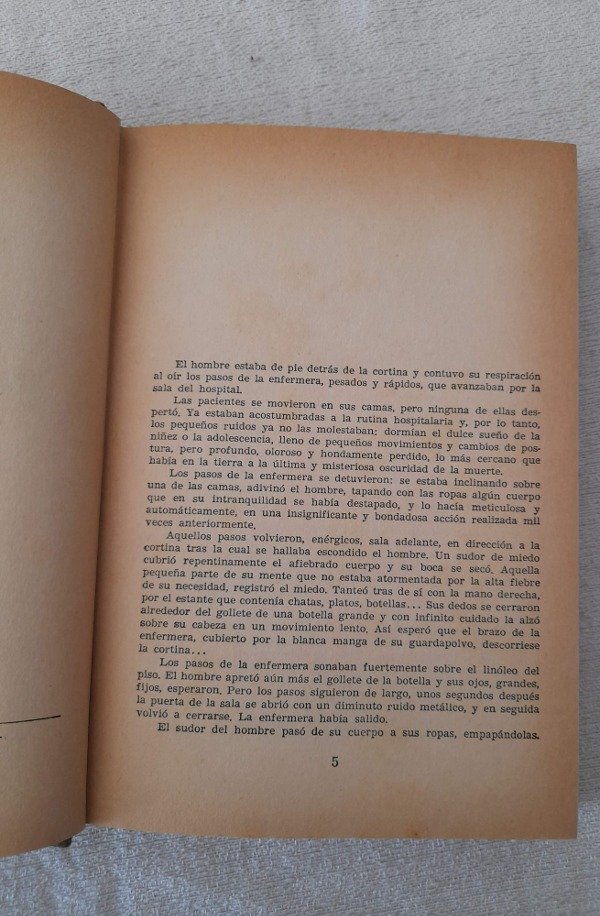 El hombre estaba de pie detrás de la cortina y contuvo su respiración
al oír los pasos de la enfermera, pesados y rápidos, que avanzaban por la
sala del hospital.
Las pacientes se movieron en sus camas, pero ninguna de ellas des-
pertó. Ya estaban acostumbradas a la rutina hospitalaria y, por lo tanto,
los pequeños ruidos ya no las molestaban: dormían el dulce sueño de la
niñez o la adolescencia, lleno de pequeños movimientos y cambios de pos-
tura, pero profundo, oloroso y hondamente perdido, lo más cercano que
había en la tierra a la última y misteriosa oscuridad de la muerte.
Los pasos de la enfermera se detuvieron: se estaba inclinando sobre
una de las camas, adivinó el hombre, tapando con las ropas algún cuerpo
que en su intranquilidad se había destapado, y lo hacía meticulosa y
automáticamente, en una insignificante y bondadosa acción realizada mil
veces anteriormente.
Aquellos pasos volvieron, enérgicos, sala adelante, en dirección a la
cortina tras la cual se hallaba escondido el hombre. Un sudor de miedo
cubrió repentinamente el afiebrado cuerpo y su boca se secó. Aquella
pequeña parte de su mente que no estaba atormentada por la alta fiebre
de su necesidad, registró el miedo. Tanteó tras de sí con la mano derecha,
por el estante que contenía chatas, platos, botellas... Sus dedos se cerraron
alrededor del gollete de una botella grande y con infinito cuidado la alzó
sobre su cabeza en un movimiento lento. Así esperó que el brazo de la
enfermera, cubierto por la blanca manga de su guardapolvo, descorriese
la cortina...
Los pasos de la enfermera sonaban fuertemente sobre el linóleo del
piso. El hombre apretó aún más el gollete de la botella y sus ojos, grandes,
fijos, esperaron. Pero los pasos siguieron de largo, unos segundos después
la puerta de la sala se abrió con un diminuto ruido metálico, y en seguida
volvió a cerrarse. La enfermera había salido.
El sudor del hombre pasó de su cuerpo a sus ropas, empapándolas.
5